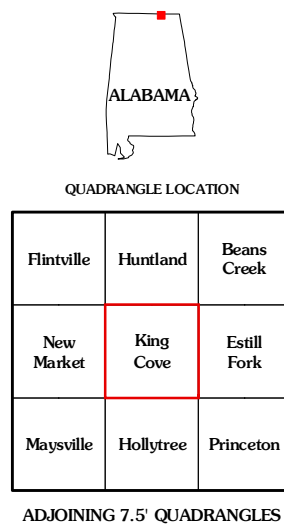 ALABAMA
QUADRANGLE LOCATION
Flintville
Huntland
Beans
Creek
New
Market
King
Cove
Estill
Fork
Maysville
Hollytree
Princeton
ADJOINING 7.5' QUADRANGLES